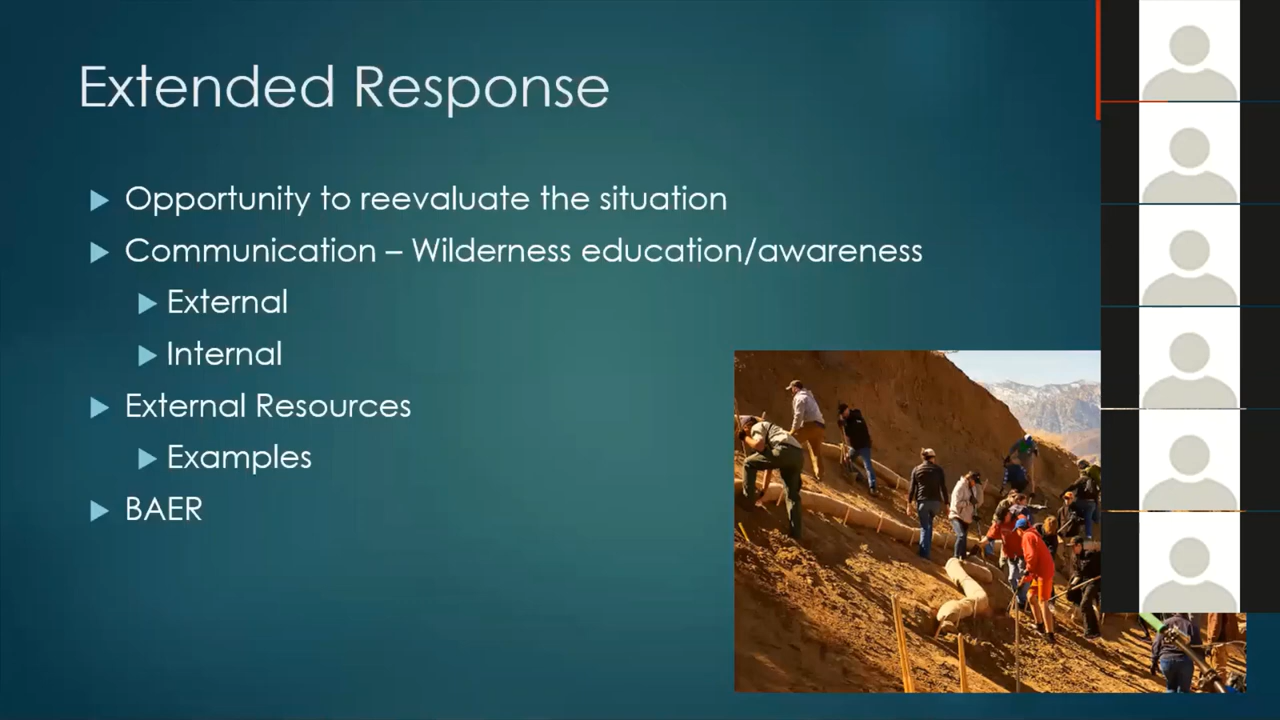 Extended Response
Opportunity to reevaluate the situation
Communication – Wilderness education/awareness
External
Internal
External Resources
Examples
BAER